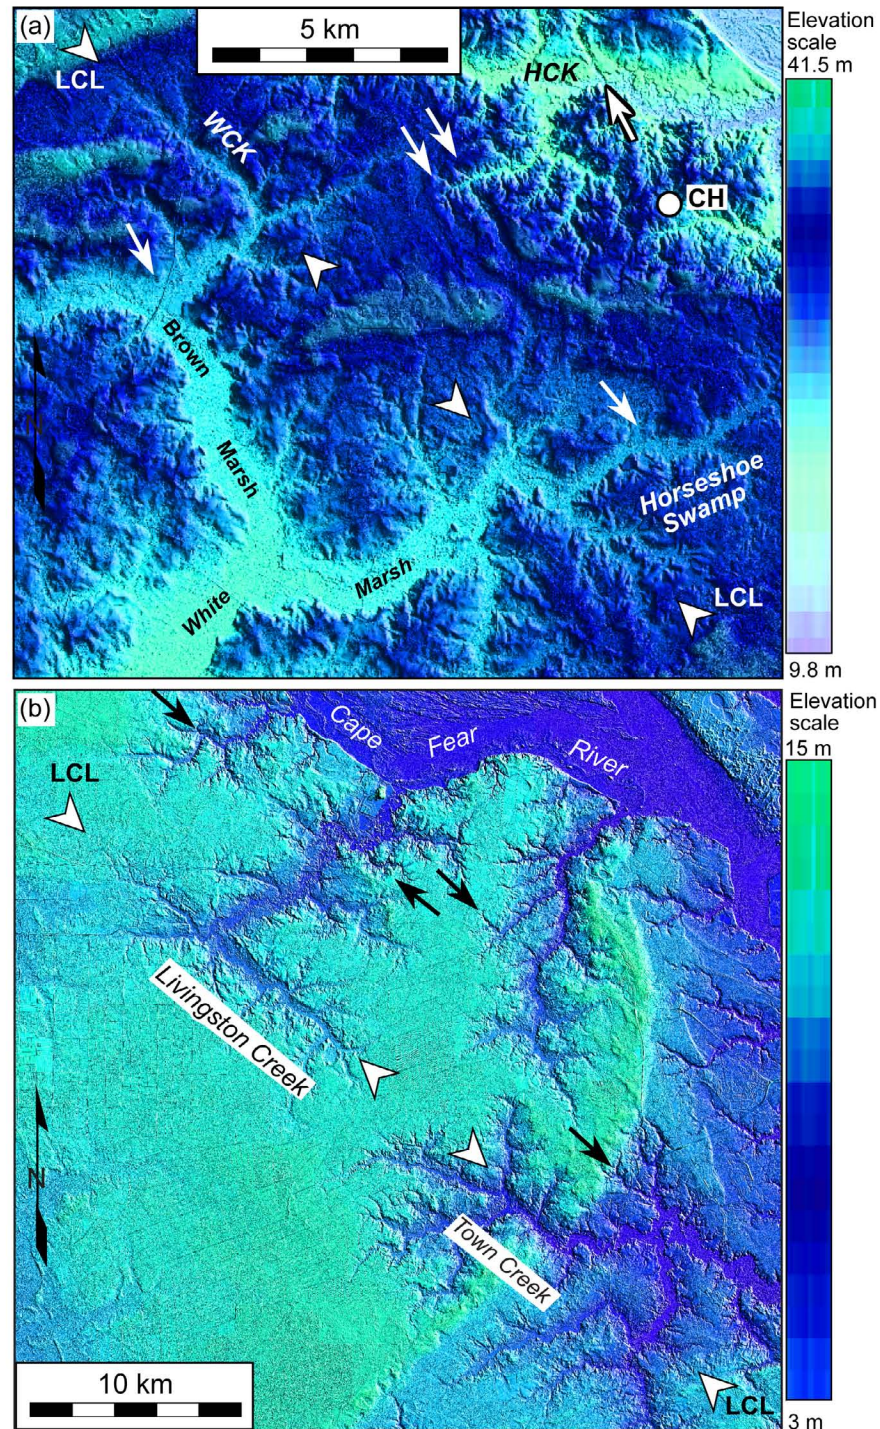 (a)
5 km
Elevation
scale
41.5 m
LCL
HCK
WCK
CH
Brown
Marsh
N
Horseshoe
Swamp
Marsh
White
LCL
9.8 m
(b)
Elevation
scale
15 m
Cape
Fear
River
LCL
Livingston Creek
N
Town Creek
10 km
LCL
3 m